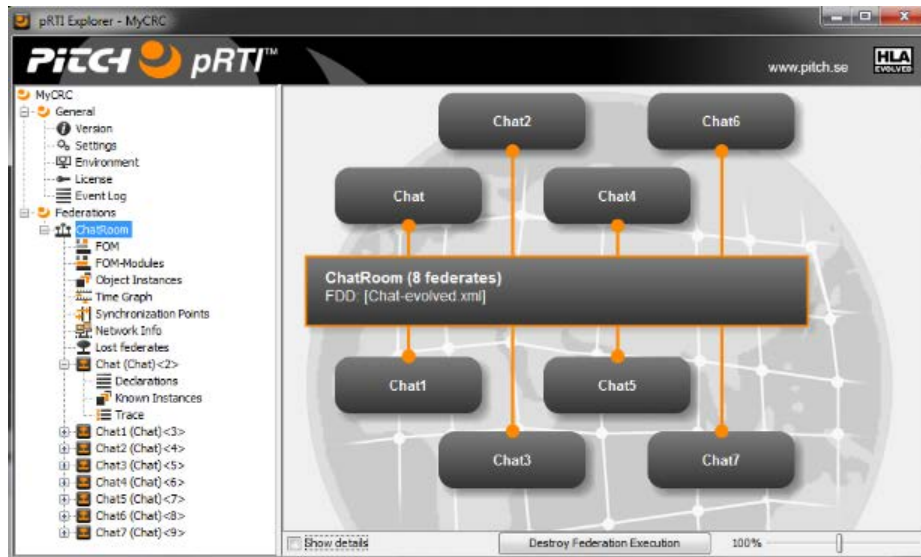 pRTI Explorer - MyCRC
PITCH pRTI™
www.pitch.se
HLA
EVOLVED
MyCRC
General
Version
Settings
Environment
License
Event Log
Federations
ChatRoom
FOM
FOM-Modules
Object Instances
Time Graph
Synchronization Points
Network Info
Lost federates
Chat (Chat)<2>
Declarations
Known Instances
Trace
Chat1 (Chat)<3>
Chat2 (Chat)<4>
Chat3 (Chat)<5>
Chat4 (Chat)<6>
Chat5 (Chat)<7>
Chat6 (Chat)<8>
Chat7 (Chat)<9>
Chat2
Chat6
Chat
Chat4
ChatRoom (8 federates)
FDD: [Chat-evolved.xml]
Chat1
Chat5
Chat3
Chat7
Show details
Destroy Federation Execution
100%